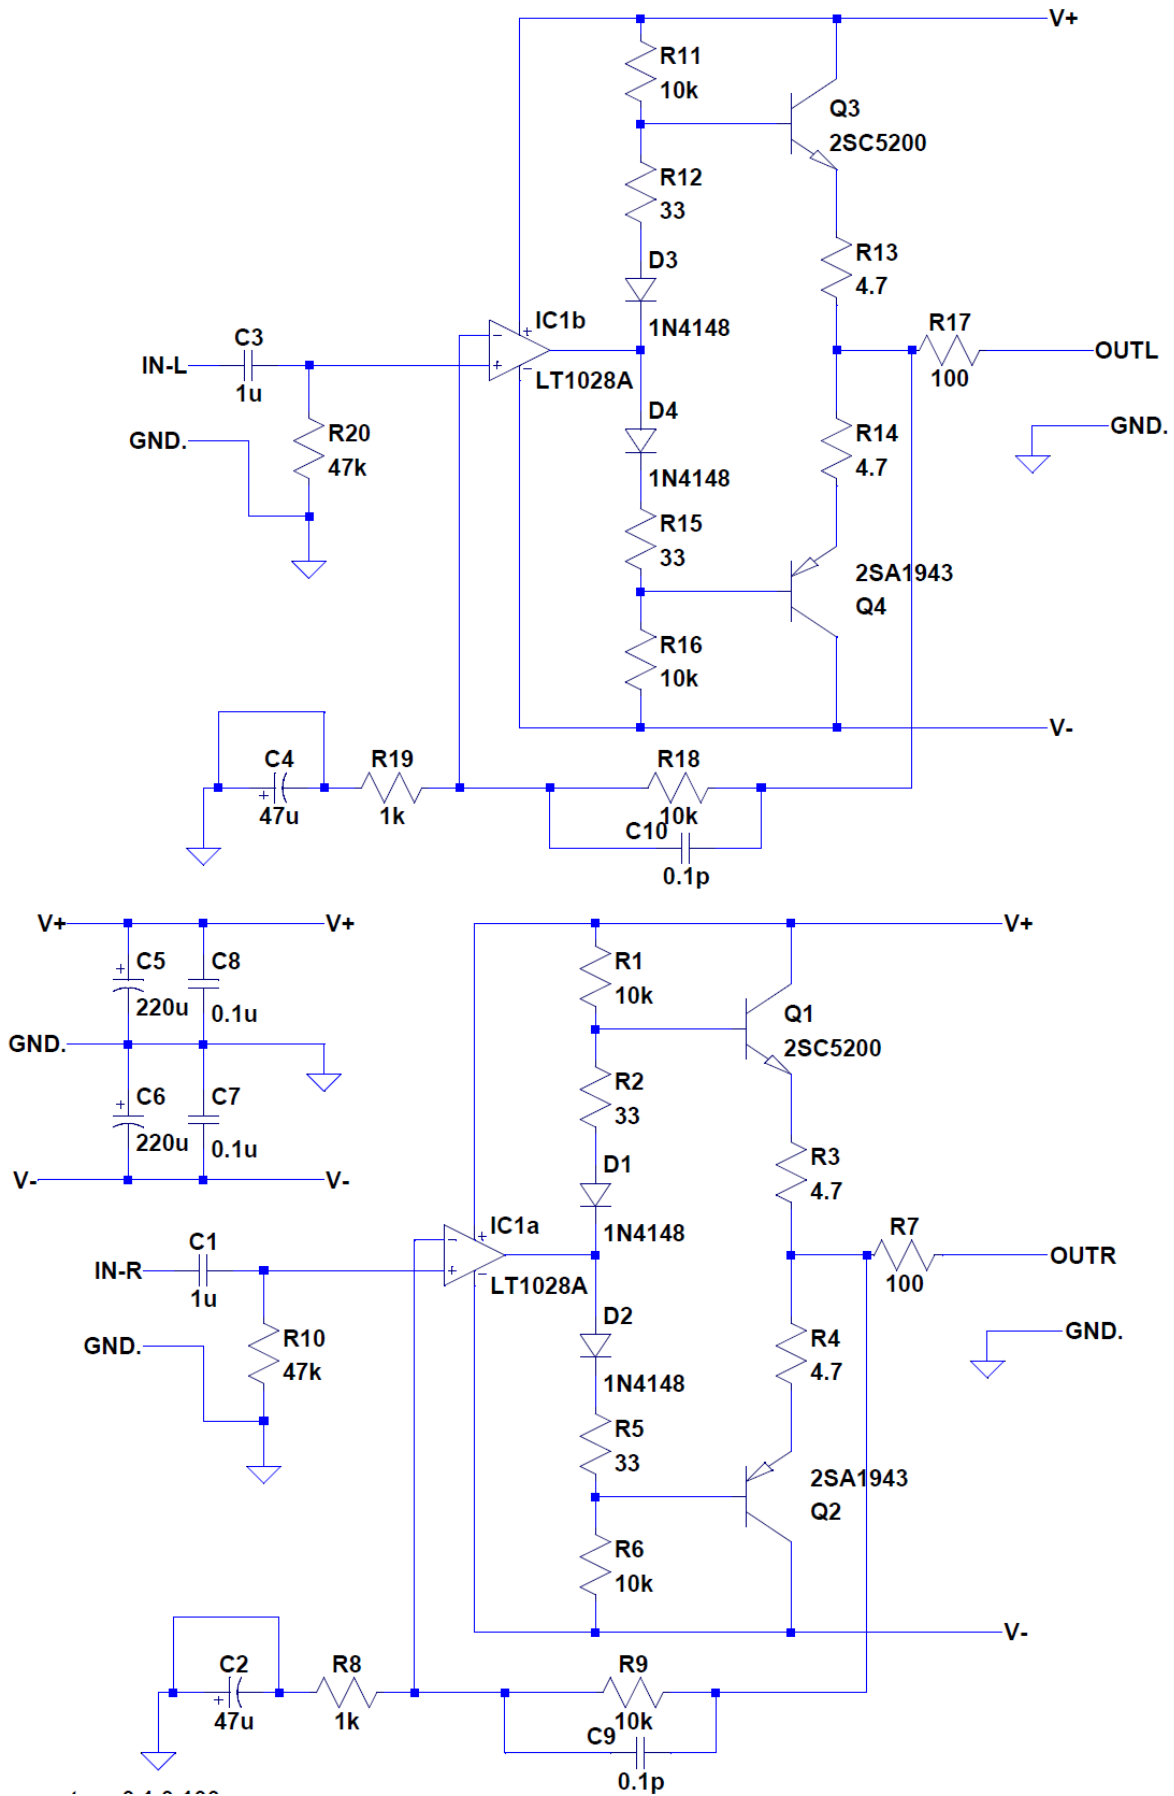 V+
R11
10k
Q3
2SC5200
R12
33
D3
1N4148
R13
4.7
IC1b
LT1028A
C3
1u
IN-L
R17
100
OUTL
GND.
R20
47k
D4
1N4148
R14
4.7
GND.
R15
33
2SA1943
Q4
R16
10k
V-
C4
47u
R19
1k
R18
10k
C10
0.1p
V+
V+
C5
220u
C8
0.1u
GND.
C6
220u
C7
0.1u
V-
V-
V+
R1
10k
Q1
2SC5200
R2
33
D1
1N4148
R3
4.7
IC1a
LT1028A
C1
1u
IN-R
R7
100
OUTR
GND.
R10
47k
D2
1N4148
R4
4.7
GND.
R5
33
2SA1943
Q2
R6
10k
V-
C2
47u
R8
1k
R9
10k
C9
0.1p